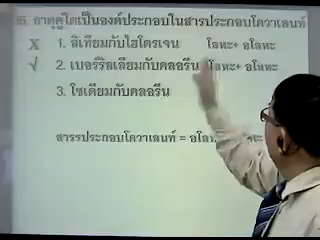 5. ธาตุคู่ใดเป็นองค์ประกอบในสารประกอบโควาเลนท์
X 1. ลิเทียมกับไฮโดรเจน โลหะ+ อโลหะ
√ 2. เบอร์ริลเลียมกับคลอรีน โลหะ+ อโลหะ
3. โซเดียมกับคลอรีน
สารรประกอบโควาเลนท์ = อโลหะ